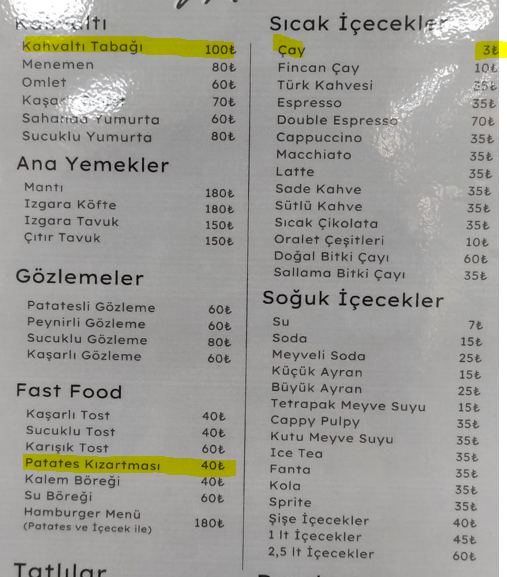 Kahvaltı
Kahvaltı Tabağı 100₺
Menemen 80₺
Omlet 60₺
70₺
Sahanda Yumurta 60₺
Sucuklu Yumurta 80₺
Ana Yemekler
Mantı 180₺
Izgara Köfte 180₺
Izgara Tavuk 150₺
Çıtır Tavuk 150₺
Gözlemeler
Patatesli Gözleme 60₺
Peynirli Gözleme 60₺
Sucuklu Gözleme 80₺
Kaşarlı Gözleme 60₺
Fast Food
Kaşarlı Tost 40₺
Sucuklu Tost 40₺
Karışık Tost 60₺
Patates Kızartması 40₺
Kalem Böreği 40₺
Su Böreği 60₺
Hamburger Menü 180₺
(Patates ve İçecek ile)
Tatlılar
Sıcak İçecekler
Çay 3₺
Fincan Çay 10₺
Türk Kahvesi 35₺
Espresso 35₺
Double Espresso 70₺
Cappuccino 35₺
Macchiato 35₺
Latte 35₺
Sade Kahve 35₺
Sütlü Kahve 35₺
Sıcak Çikolata 35₺
Oralet Çeşitleri 10₺
Doğal Bitki Çayı 60₺
Sallama Bitki Çayı 35₺
Soğuk İçecekler
Su 7₺
Soda 15₺
Meyveli Soda 25₺
Küçük Ayran 15₺
Büyük Ayran 25₺
Tetrapak Meyve Suyu 15₺
Cappy Pulpy 35₺
Kutu Meyve Suyu 35₺
Ice Tea 35₺
Fanta 35₺
Kola 35₺
Sprite 35₺
Şişe İçecekler 40₺
1 lt İçecekler 45₺
2,5 lt İçecekler 60₺